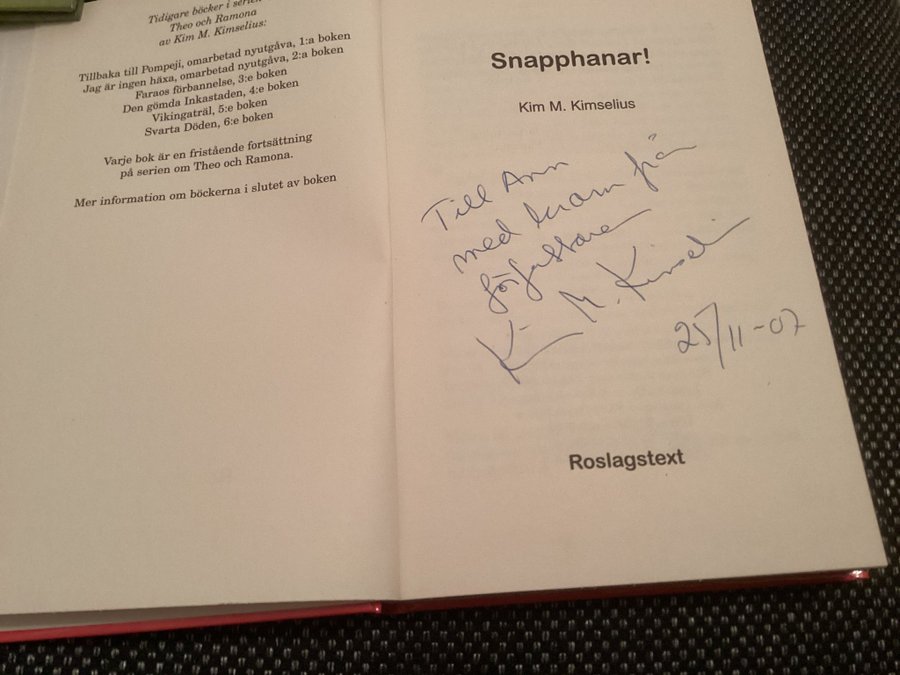 Tidigare böcker i serien
Theo och Ramona
av Kim M. Kimselius:
Tillbaka till Pompeji, omarbetad nyutgåva, 1:a boken
Jag är ingen häxa, omarbetad nyutgåva, 2:a boken
Faraos förbannelse, 3:e boken
Den gömda Inkastaden, 4:e boken
Vikingaträl, 5:e boken
Svarta Döden, 6:e boken
Varje bok är en fristående fortsättning
på serien om Theo och Ramona.
Mer information om böckerna i slutet av boken
Snapphanar!
Kim M. Kimselius
Till Ann
med kram från
författaren
Kim M. Kimselius
25/11-07
Roslagstext